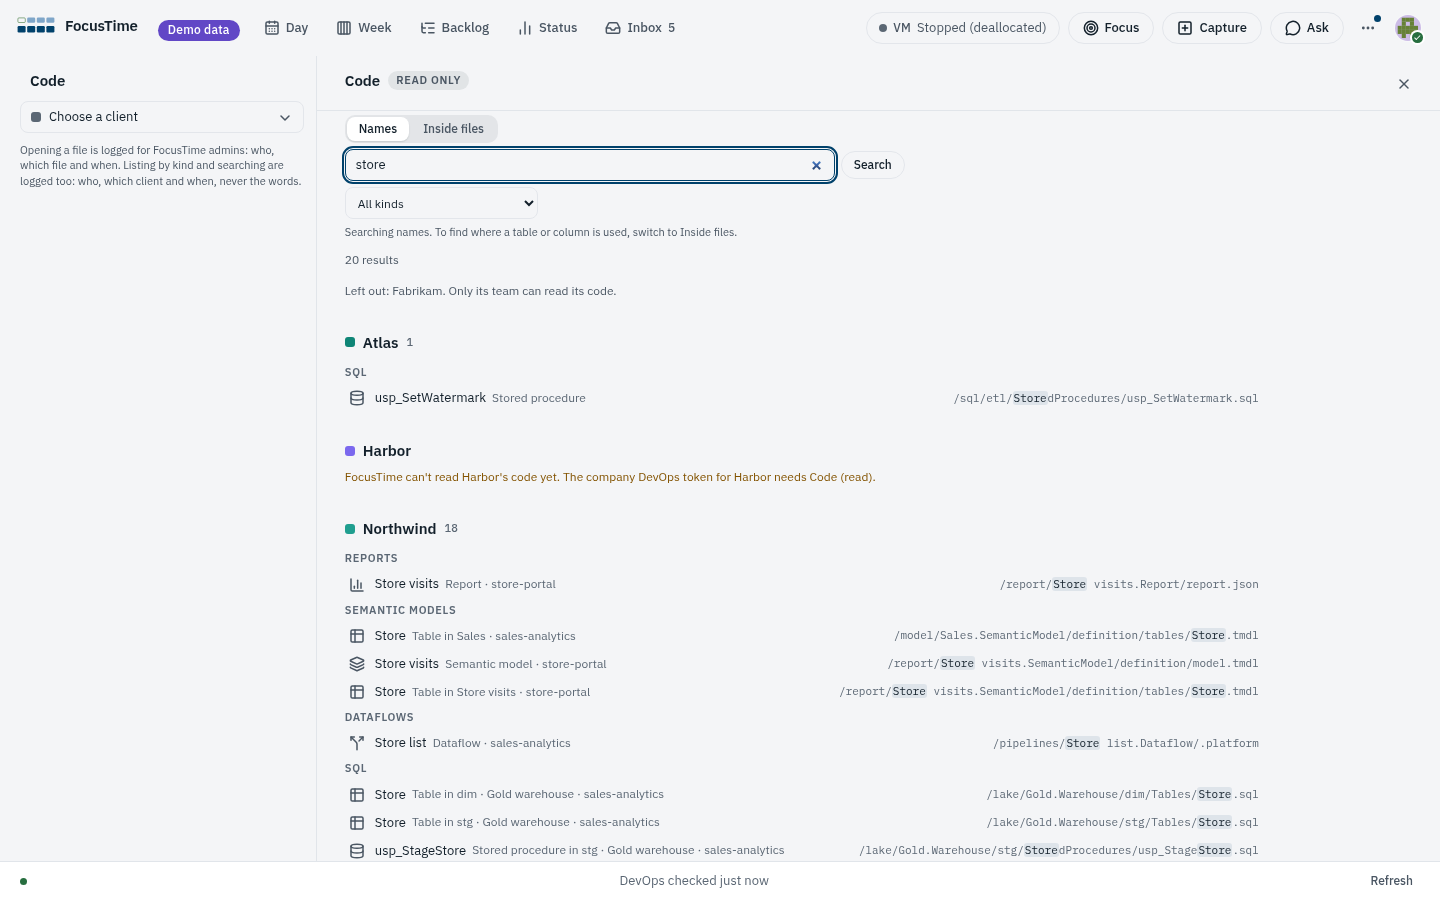 FocusTime
Demo data
Day
Week
Backlog
Status
Inbox 5
VM Stopped (deallocated)
Focus
Capture
Ask
Code
Choose a client
Opening a file is logged for FocusTime admins: who,
which file and when. Listing by kind and searching are
logged too: who, which client and when, never the words.
Code READ ONLY
Names
Inside files
store
Search
All kinds
Searching names. To find where a table or column is used, switch to Inside files.
20 results
Left out: Fabrikam. Only its team can read its code.
Atlas 1
SQL
usp_SetWatermark Stored procedure /sql/etl/StoredProcedures/usp_SetWatermark.sql
Harbor
FocusTime can't read Harbor's code yet. The company DevOps token for Harbor needs Code (read).
Northwind 18
REPORTS
Store visits Report · store-portal /report/Store visits.Report/report.json
SEMANTIC MODELS
Store Table in Sales · sales-analytics /model/Sales.SemanticModel/definition/tables/Store.tmdl
Store visits Semantic model · store-portal /report/Store visits.SemanticModel/definition/model.tmdl
Store Table in Store visits · store-portal /report/Store visits.SemanticModel/definition/tables/Store.tmdl
DATAFLOWS
Store list Dataflow · sales-analytics /pipelines/Store list.Dataflow/.platform
SQL
Store Table in dim · Gold warehouse · sales-analytics /lake/Gold.Warehouse/dim/Tables/Store.sql
Store Table in stg · Gold warehouse · sales-analytics /lake/Gold.Warehouse/stg/Tables/Store.sql
usp_StageStore Stored procedure in stg · Gold warehouse · sales-analytics /lake/Gold.Warehouse/stg/StoredProcedures/usp_StageStore.sql
DevOps checked just now
Refresh